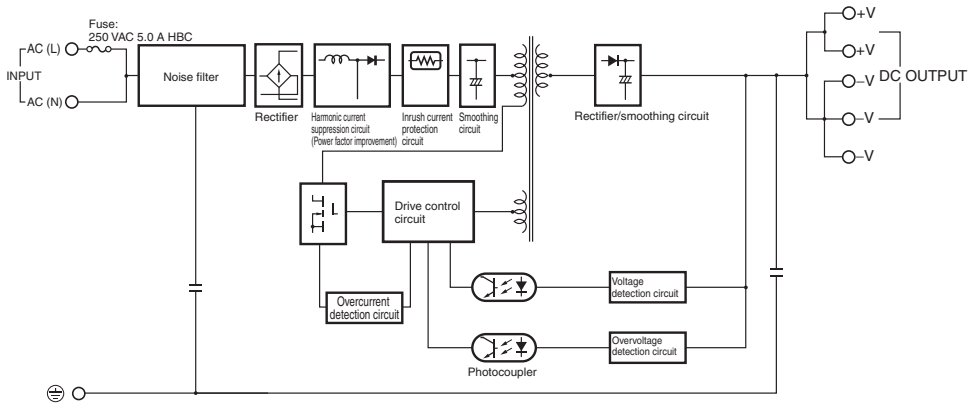 Fuse:
250 VAC 5.0 A HBC
AC (L)
INPUT
AC (N)
Noise filter
Rectifier
Harmonic current
suppression circuit
(Power factor improvement)
Inrush current
protection
circuit
Smoothing
circuit
Rectifier/smoothing circuit
+V
+V
–V
DC OUTPUT
–V
–V
Drive control
circuit
Overcurrent
detection circuit
Voltage
detection circuit
Overvoltage
detection circuit
Photocoupler